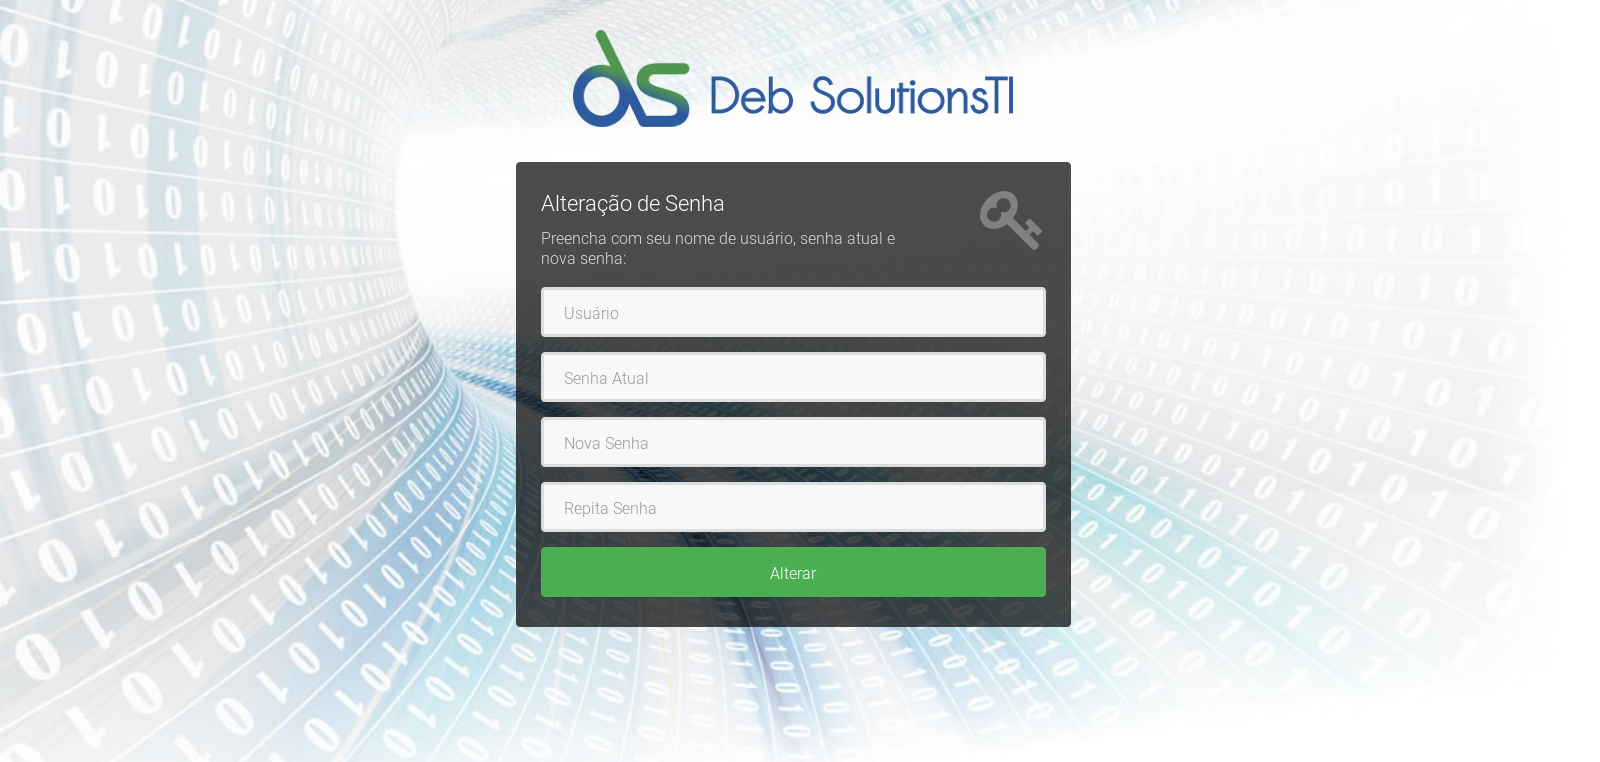 ds Deb SolutionsTI
Alteração de Senha
Preencha com seu nome de usuário, senha atual e
nova senha:
Usuário
Senha Atual
Nova Senha
Repita Senha
Alterar